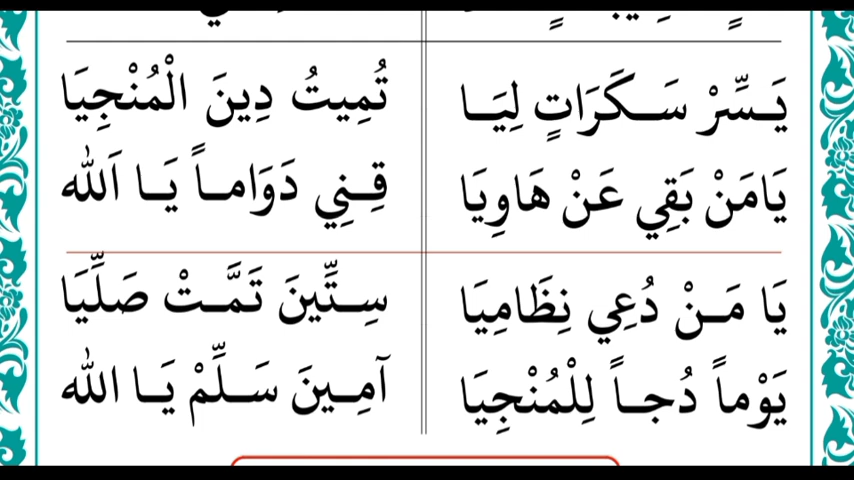 يَسِّرْ سَكَرَاتٍ لِيَا تُمِيتُ دِينَ الْمُنْجِيَا
يَامَنْ بَقِي عَنْ هَاوِيَا قِنِي دَوَاماً يَا اَللّٰه
يَا مَنْ دُعِي نِظَامِيَا سِتِّينَ تَمَّتْ صَلِّيَا
يَوْماً دُجاً لِلْمُنْجِيَا آمِينَ سَلِّمْ يَا اللّٰه